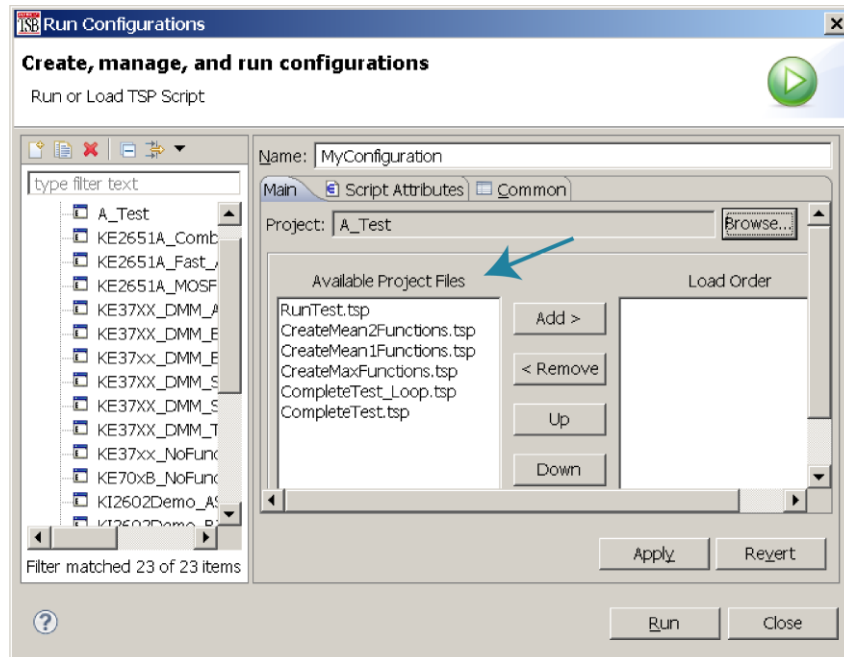 TSB Run Configurations
Create, manage, and run configurations
Run or Load TSP Script
type filter text
A_Test
KE2651A_Comb
KE2651A_Fast_
KE2651A_MOSF
KE37XX_DMM_A
KE37XX_DMM_E
KE37xx_DMM_E
KE37XX_DMM_S
KE37XX_DMM_S
KE37XX_DMM_T
KE37xx_NoFunc
KE70xB_NoFunc
KI2602Demo_AS
Filter matched 23 of 23 items
Name: MyConfiguration
Main Script Attributes Common
Project: A_Test Browse...
Available Project Files
RunTest.tsp
CreateMean2Functions.tsp
CreateMean1Functions.tsp
CreateMaxFunctions.tsp
CompleteTest_Loop.tsp
CompleteTest.tsp
Add >
< Remove
Up
Down
Load Order
Apply Revert
Run Close